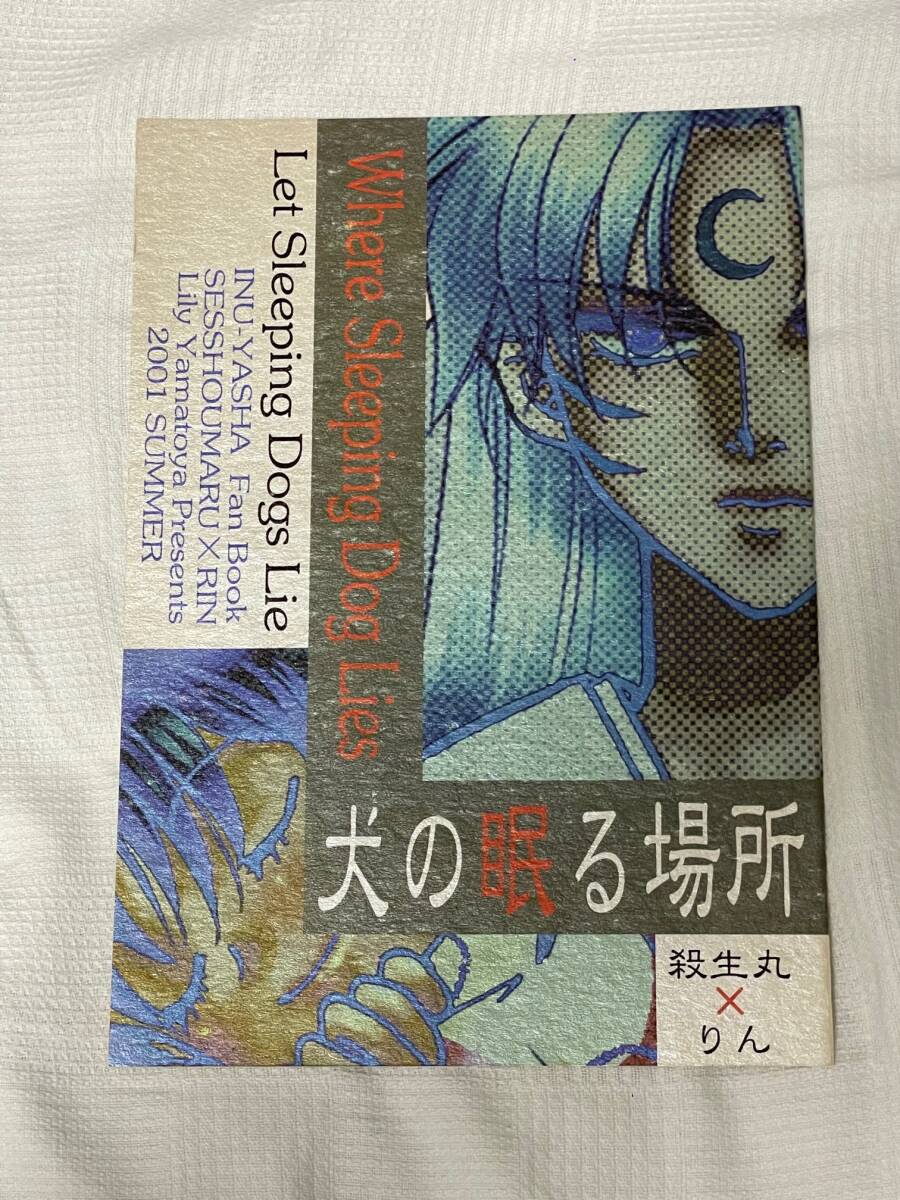 Where Sleeping Dog Lies
Let Sleeping Dogs Lie
INU-YASHA Fan Book
SESSHOUMARU X RIN
Lily Yamatoya Presents
2001 SUMMER
犬の眠る場所
殺生丸
×
りん